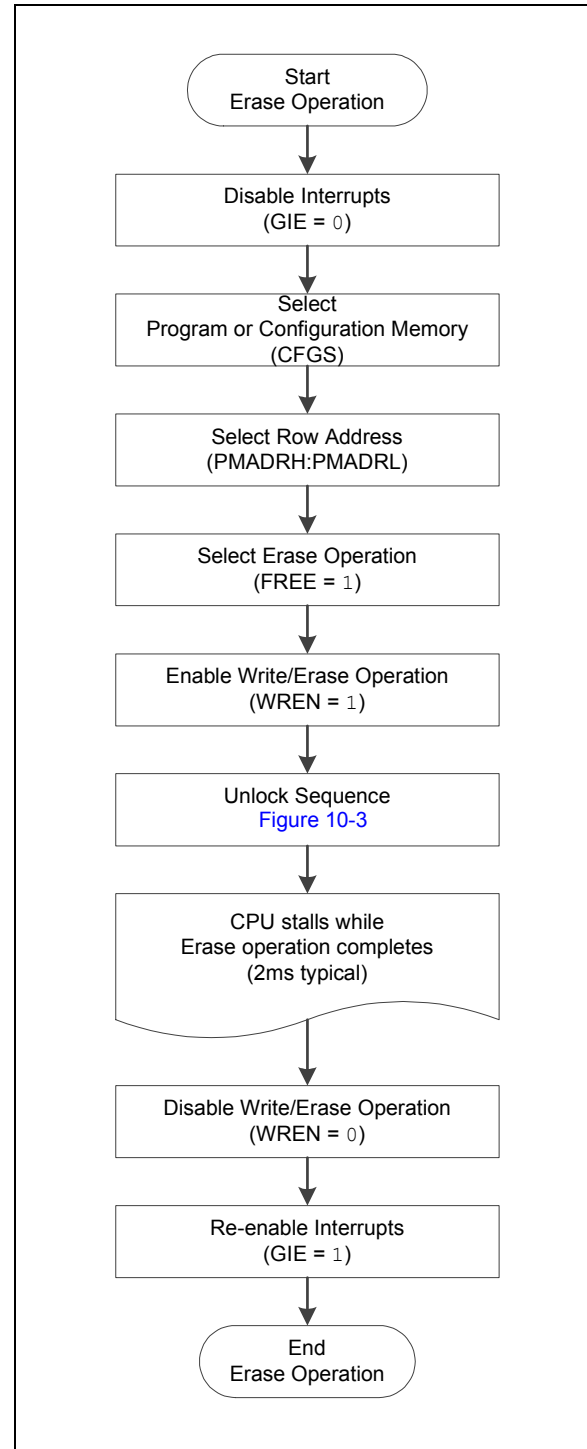 Start
Erase Operation
Disable Interrupts
(GIE = 0)
Select
Program or Configuration Memory
(CFGS)
Select Row Address
(PMADRH:PMADRL)
Select Erase Operation
(FREE = 1)
Enable Write/Erase Operation
(WREN = 1)
Unlock Sequence
Figure 10-3
CPU stalls while
Erase operation completes
(2ms typical)
Disable Write/Erase Operation
(WREN = 0)
Re-enable Interrupts
(GIE = 1)
End
Erase Operation